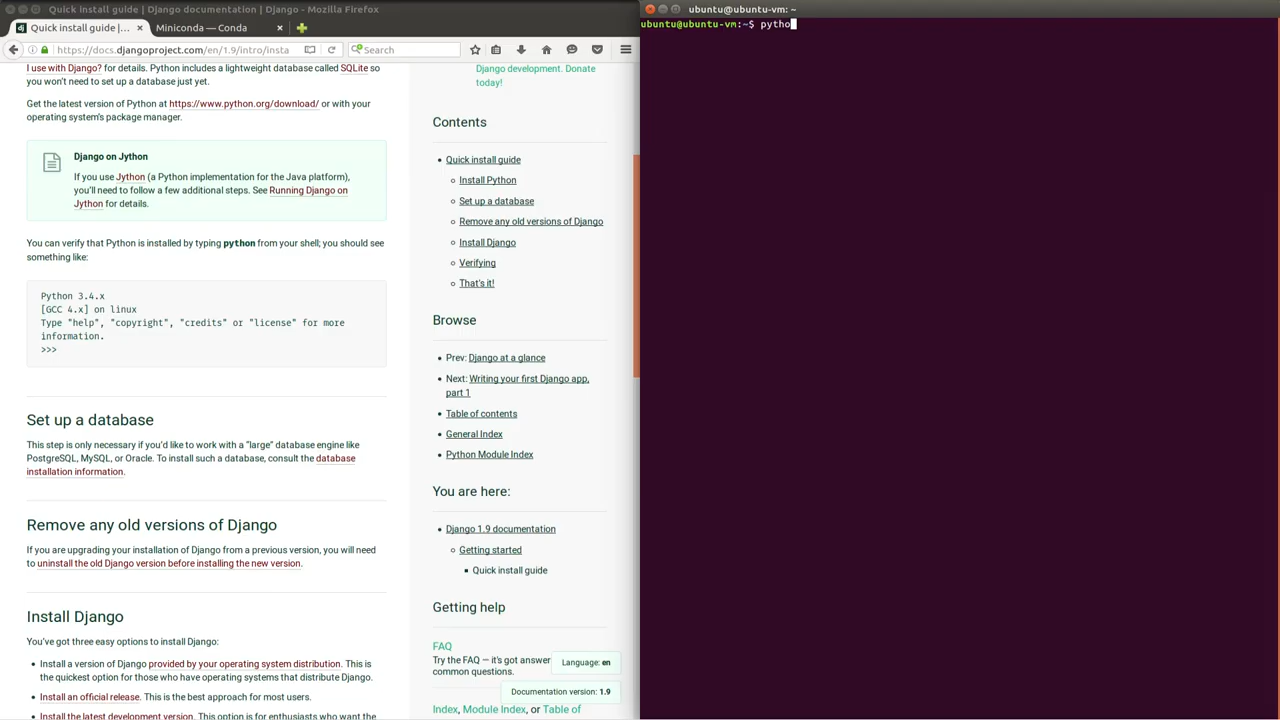 Quick install guide | Django documentation | Django - Mozilla Firefox
Quick install guide |... ×
Miniconda — Conda ×
https://docs.djangoproject.com/en/1.9/intro/insta
Search
I use with Django? for details. Python includes a lightweight database called SQLite so
you won't need to set up a database just yet.
Get the latest version of Python at https://www.python.org/download/ or with your
operating system's package manager.
Django on Jython
If you use Jython (a Python implementation for the Java platform),
you'll need to follow a few additional steps. See Running Django on
Jython for details.
You can verify that Python is installed by typing python from your shell; you should see
something like:
Python 3.4.x
[GCC 4.x] on linux
Type "help", "copyright", "credits" or "license" for more
information.
>>>
Set up a database
This step is only necessary if you'd like to work with a "large" database engine like
PostgreSQL, MySQL, or Oracle. To install such a database, consult the database
installation information.
Remove any old versions of Django
If you are upgrading your installation of Django from a previous version, you will need
to uninstall the old Django version before installing the new version.
Install Django
You've got three easy options to install Django:
Install a version of Django provided by your operating system distribution. This is
the quickest option for those who have operating systems that distribute Django.
Install an official release. This is the best approach for most users.
Install the latest development version. This option is for enthusiasts who want the
Django development. Donate
today!
Contents
Quick install guide
Install Python
Set up a database
Remove any old versions of Django
Install Django
Verifying
That's it!
Browse
Prev: Django at a glance
Next: Writing your first Django app,
part 1
Table of contents
General Index
Python Module Index
You are here:
Django 1.9 documentation
Getting started
Quick install guide
Getting help
FAQ
Try the FAQ — it's got answer
common questions.
Language: en
Documentation version: 1.9
Index, Module Index, or Table of
ubuntu@ubuntu-vm: ~
ubuntu@ubuntu-vm:~$ pytho